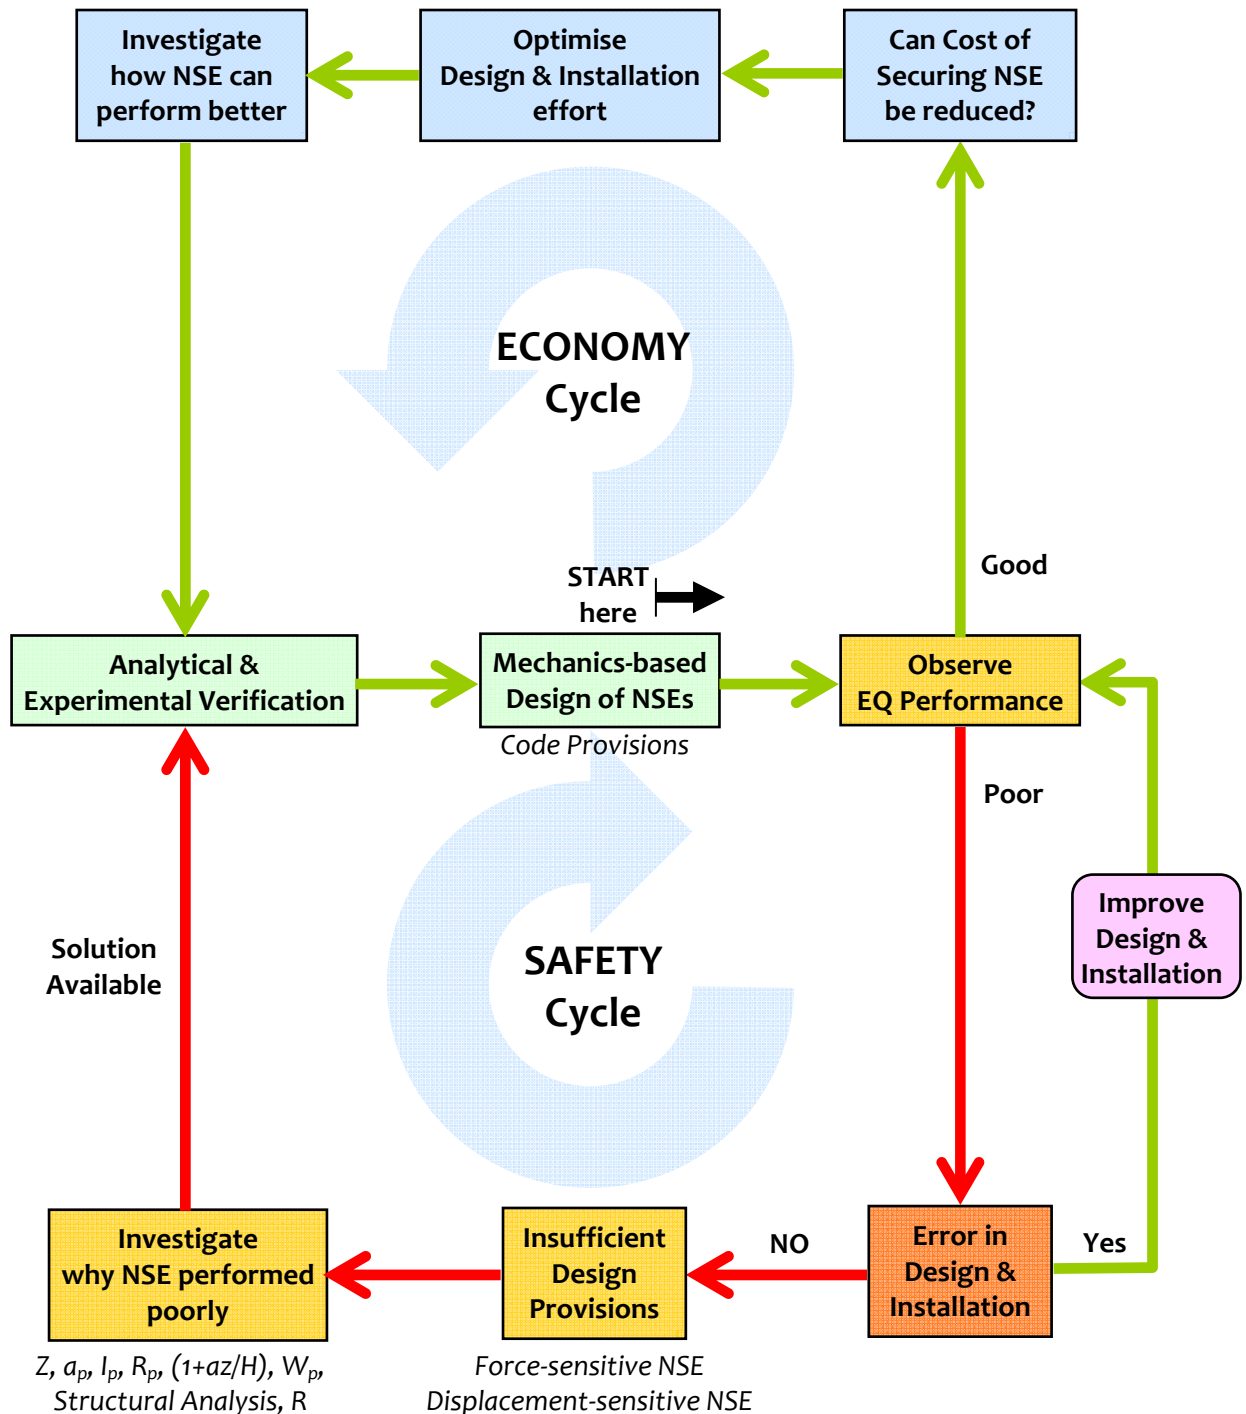 Investigate
how NSE can
perform better
Optimise
Design & Installation
effort
Can Cost of
Securing NSE
be reduced?
ECONOMY
Cycle
Good
START
here
Analytical &
Experimental Verification
Mechanics-based
Design of NSEs
Code Provisions
Observe
EQ Performance
Poor
Improve
Design &
Installation
Solution
Available
SAFETY
Cycle
Investigate
why NSE performed
poorly
Insufficient
Design
Provisions
NO
Error in
Design &
Installation
Yes
Z, aₚ, Iₚ, Rₚ, (1+az/H), Wₚ,
Structural Analysis, R
Force-sensitive NSE
Displacement-sensitive NSE